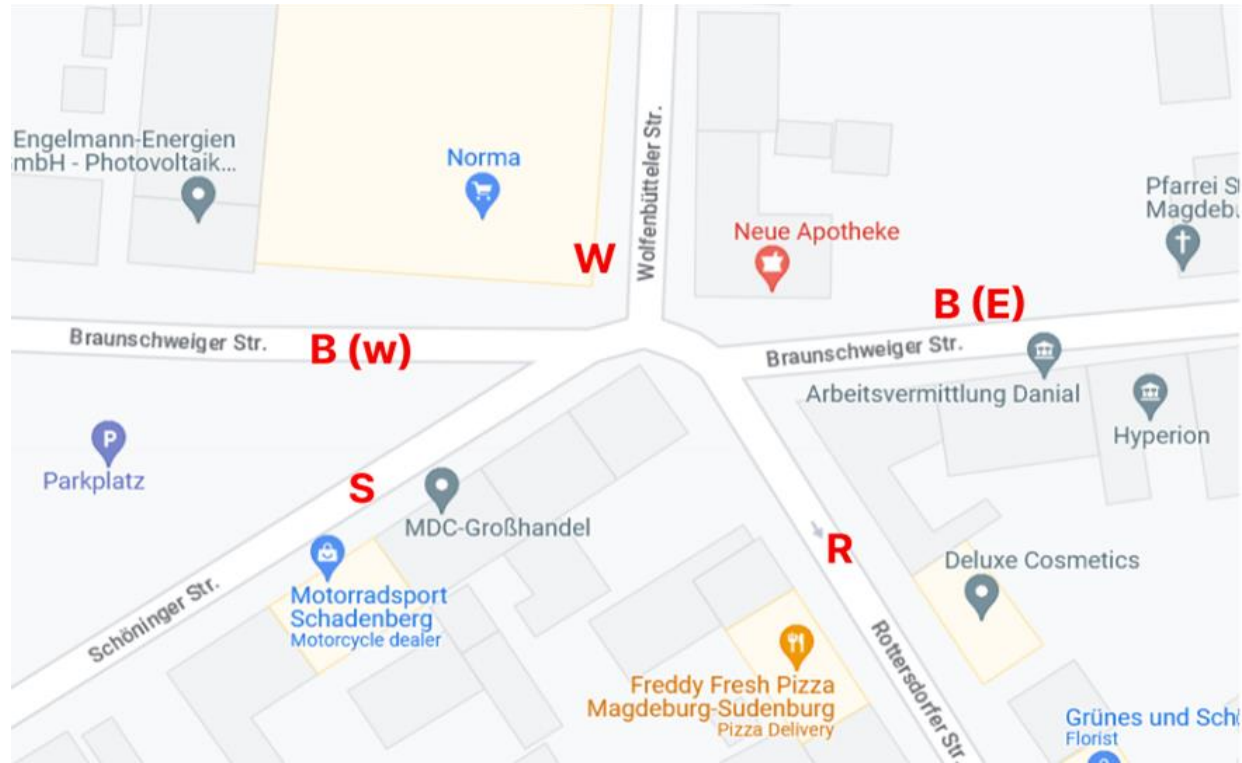 Engelmann-Energien
mbH - Photovoltaik...
Norma
Wolfenbütteler Str.
W
Neue Apotheke
Pfarrei S
Magdeb
B (E)
Braunschweiger Str.
B (w)
Braunschweiger Str.
Arbeitsvermittlung Danial
Hyperion
Parkplatz
S
MDC-Großhandel
R
Deluxe Cosmetics
Motorradsport
Schadenberg
Motorcycle dealer
Schöninger Str.
Rottersdorfer Str.
Freddy Fresh Pizza
Magdeburg-Sudenburg
Pizza Delivery
Grünes und Sch
Florist
P